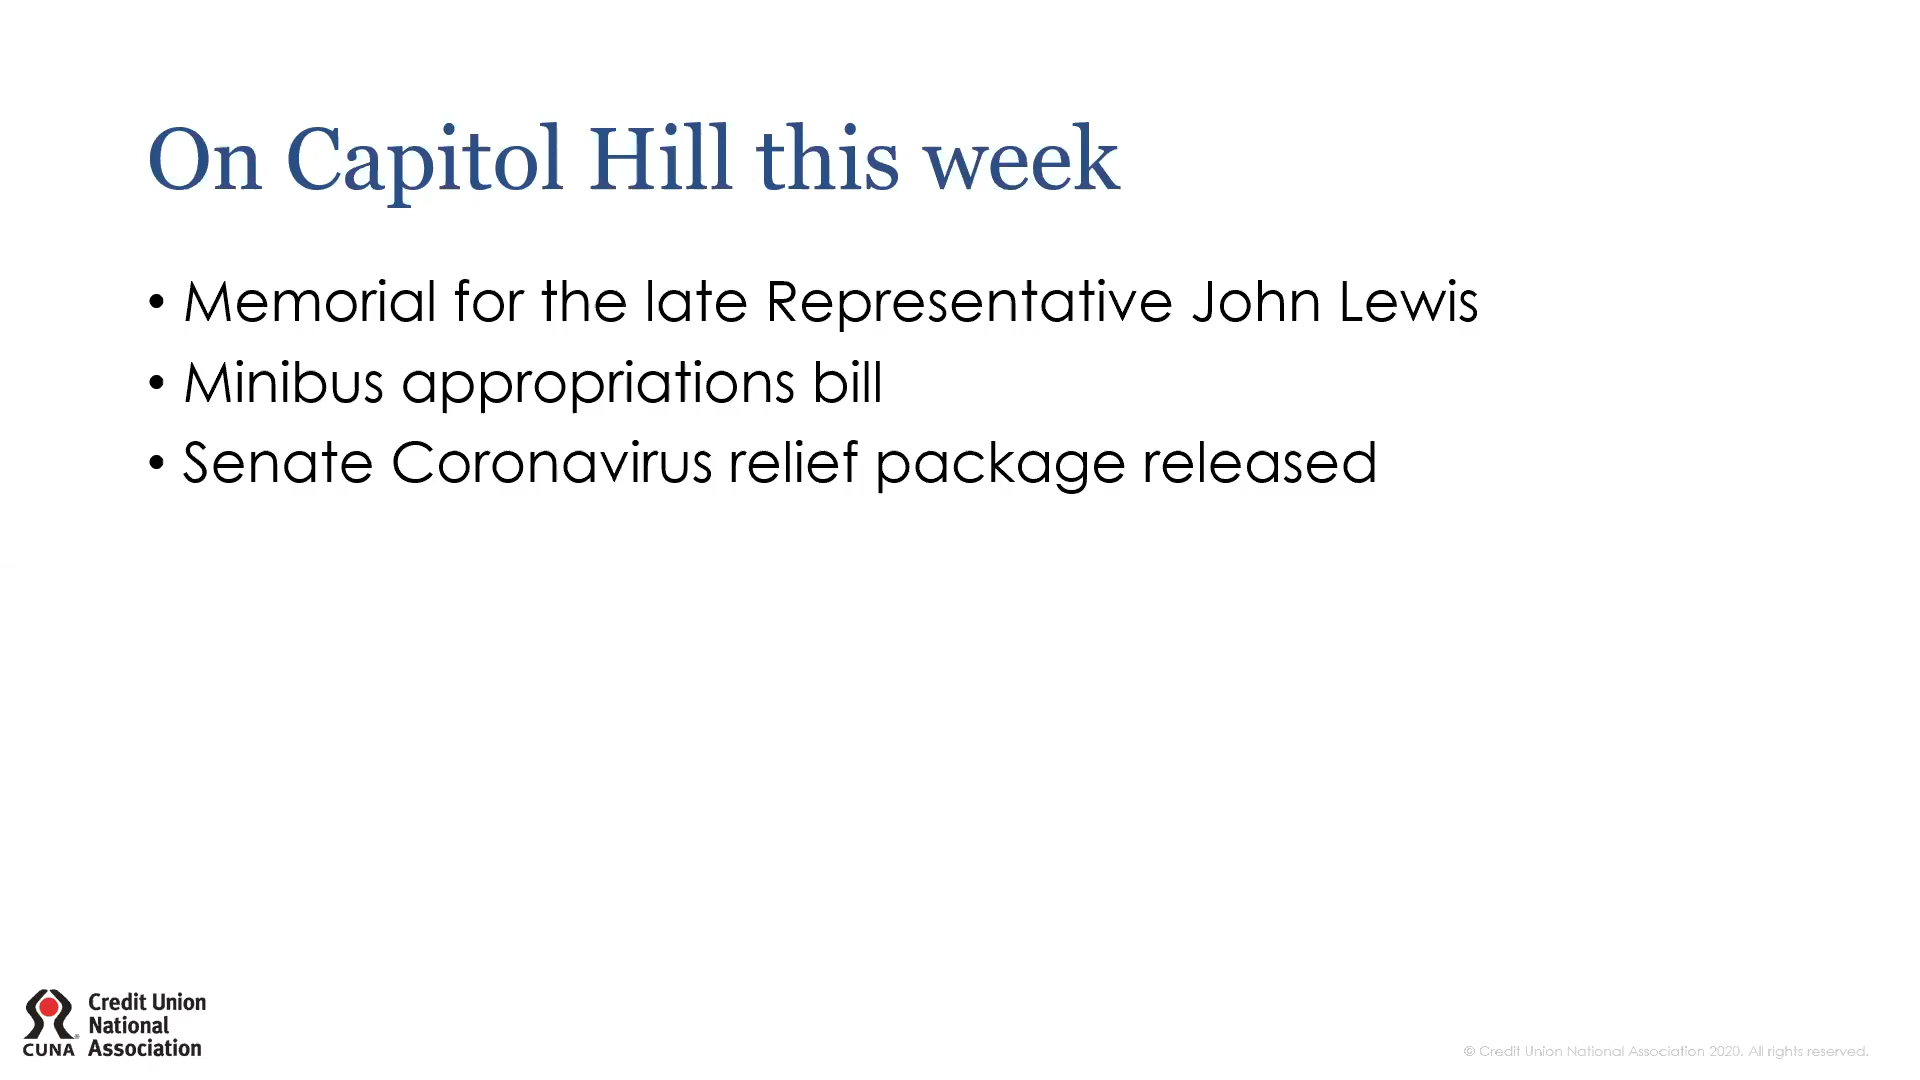 On Capitol Hill this week
• Memorial for the late Representative John Lewis
• Minibus appropriations bill
• Senate Coronavirus relief package released
Credit Union
National
CUNA Association
© Credit Union National Association 2020. All rights reserved.